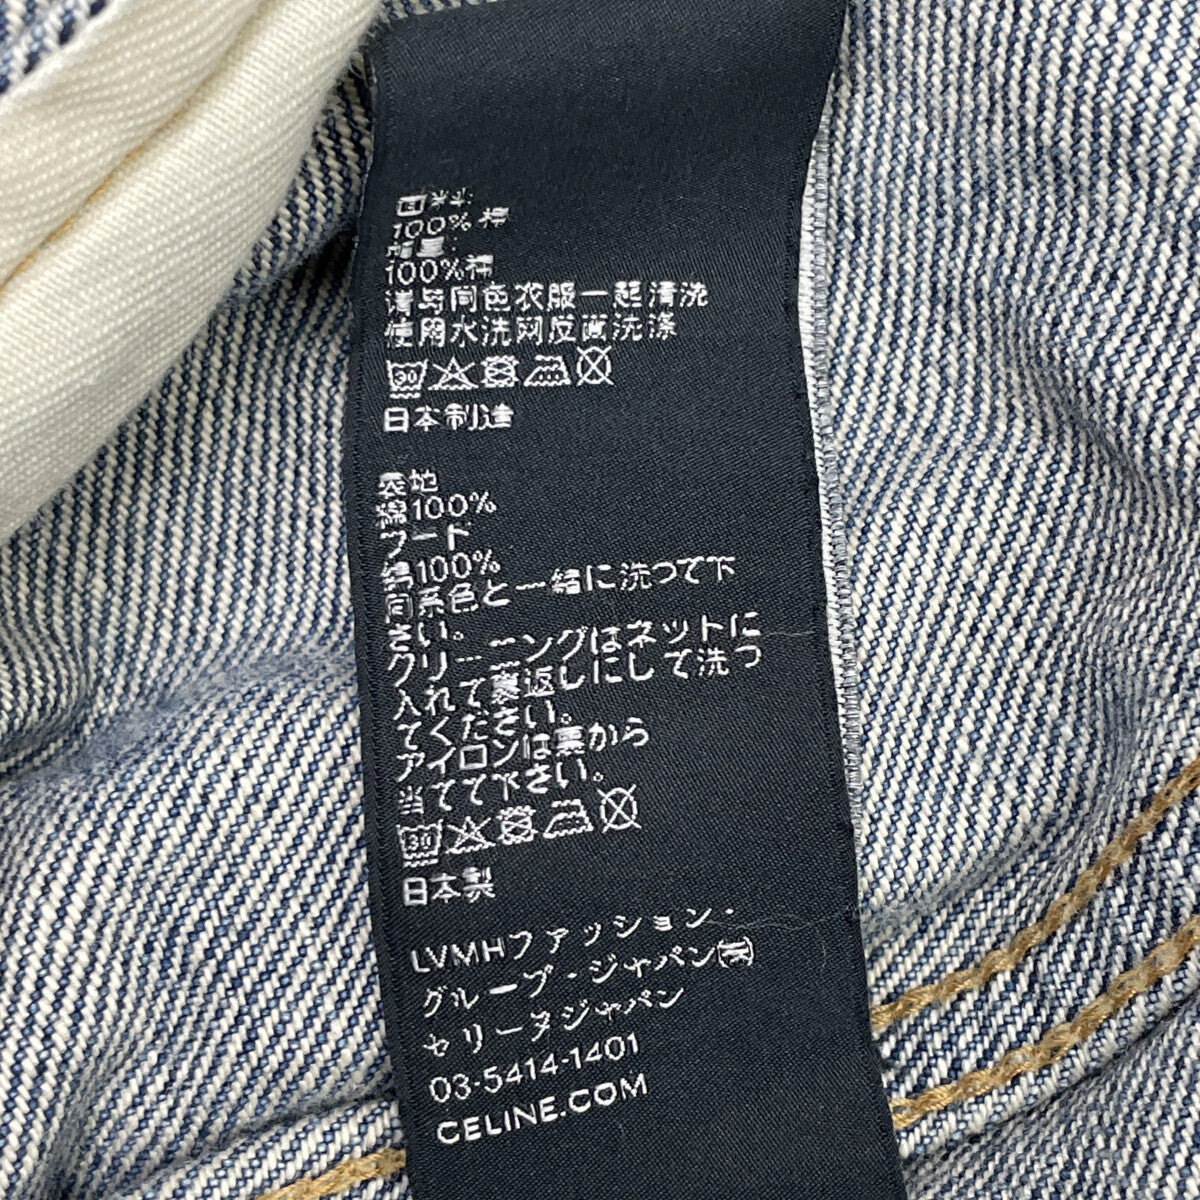 面料:
100% 棉
帽里:
100%棉
请与同色衣服一起清洗
使用水洗网反面洗涤
30
日本制造
表地
綿100%
フード
綿100%
同系色と一緒に洗って下
さい。
クリーニングはネットに
入れて裏返しにして洗っ
てください。
アイロンは裏から
当てて下さい。
30
日本製
LVMHファッション・
グループ・ジャパン㈱
セリーヌジャパン
03-5414-1401
CELINE.COM